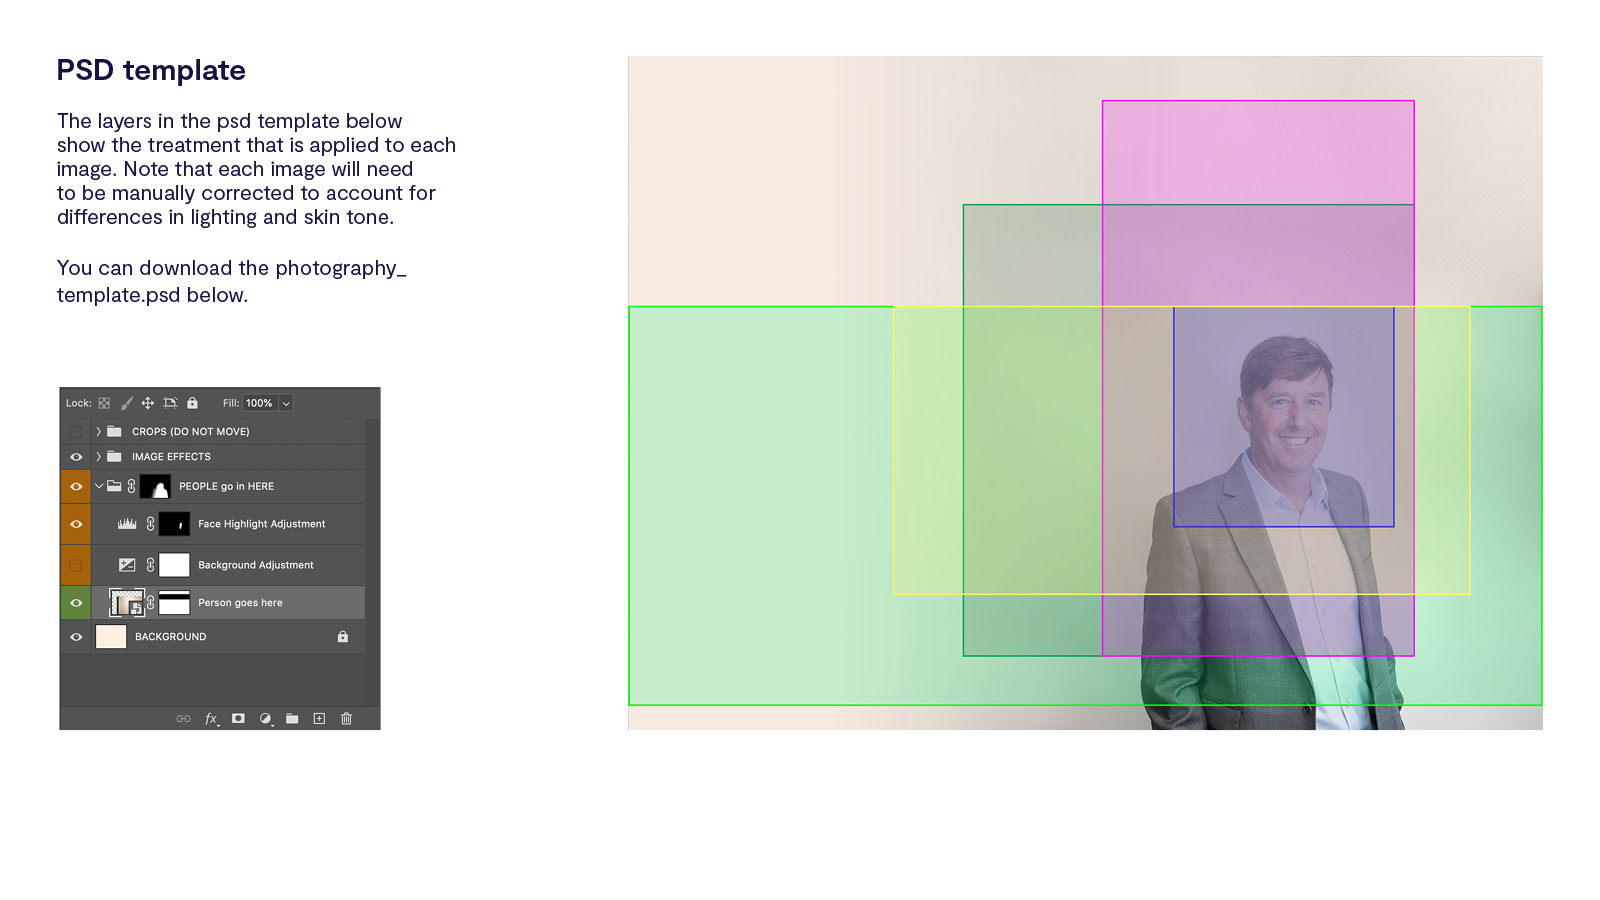 PSD template
The layers in the psd template below
show the treatment that is applied to each
image. Note that each image will need
to be manually corrected to account for
differences in lighting and skin tone.
You can download the photography_
template.psd below.
Lock:
Fill: 100%
CROPS (DO NOT MOVE)
IMAGE EFFECTS
PEOPLE go in HERE
Face Highlight Adjustment
Background Adjustment
Person goes here
BACKGROUND
fx